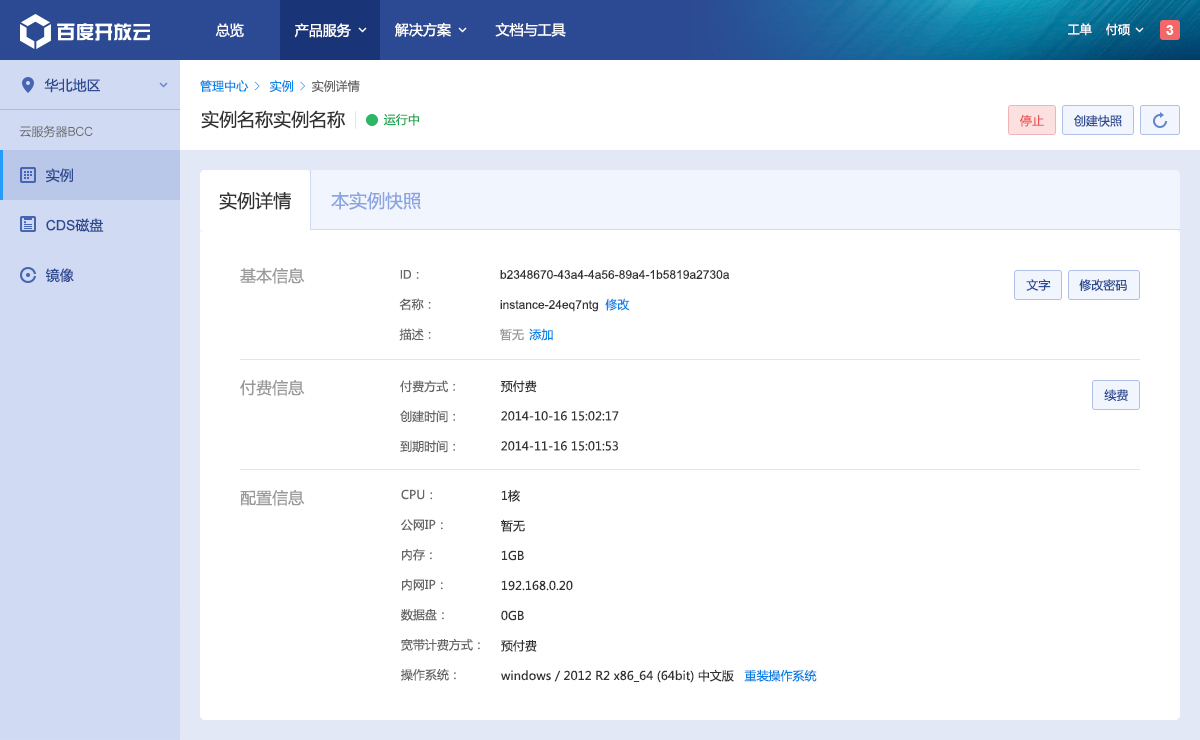 百度开放云 总览 产品服务 解决方案 文档与工具 工单 付硕 3
华北地区
云服务器BCC
实例
CDS磁盘
镜像
管理中心 > 实例 > 实例详情
实例名称实例名称 运行中 停止 创建快照
实例详情 本实例快照
基本信息 ID： b2348670-43a4-4a56-89a4-1b5819a2730a 文字 修改密码
名称： instance-24eq7ntg 修改
描述： 暂无 添加
付费信息 付费方式： 预付费 续费
创建时间： 2014-10-16 15:02:17
到期时间： 2014-11-16 15:01:53
配置信息 CPU： 1核
公网IP： 暂无
内存： 1GB
内网IP： 192.168.0.20
数据盘： 0GB
宽带计费方式： 预付费
操作系统： windows / 2012 R2 x86_64 (64bit) 中文版 重装操作系统